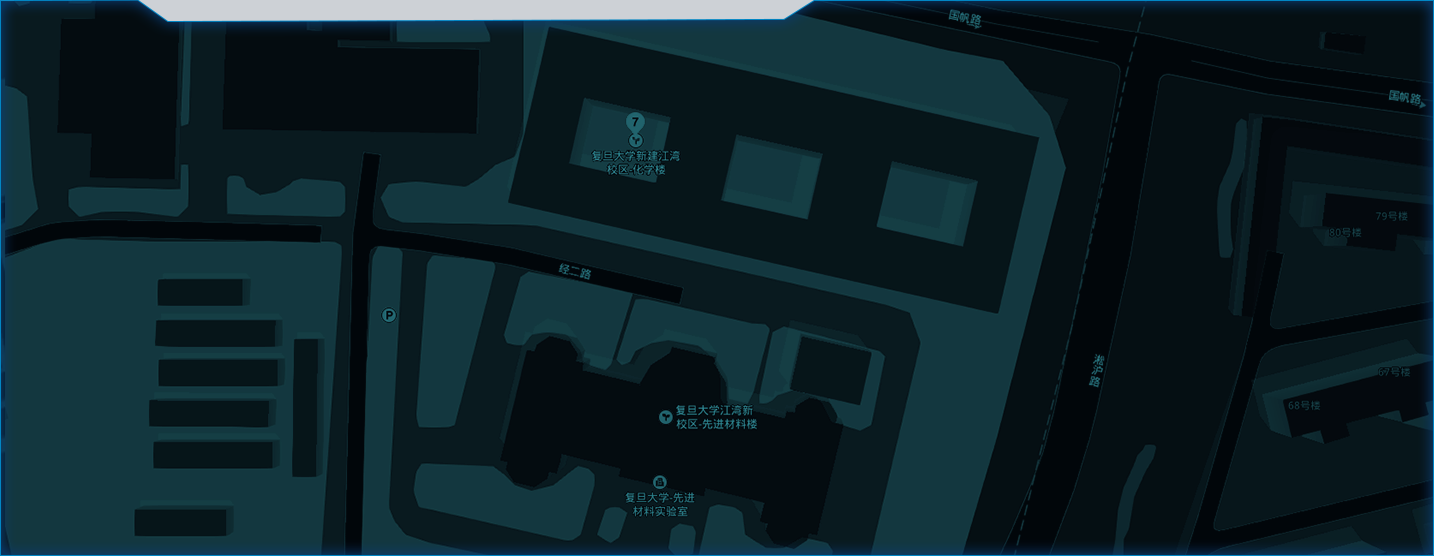 国帆路
国帆路
7
复旦大学新建江湾
校区-化学楼
79号楼
80号楼
经二路
P
淞沪路
67号楼
68号楼
复旦大学江湾新
校区-先进材料楼
复旦大学-先进
材料实验室